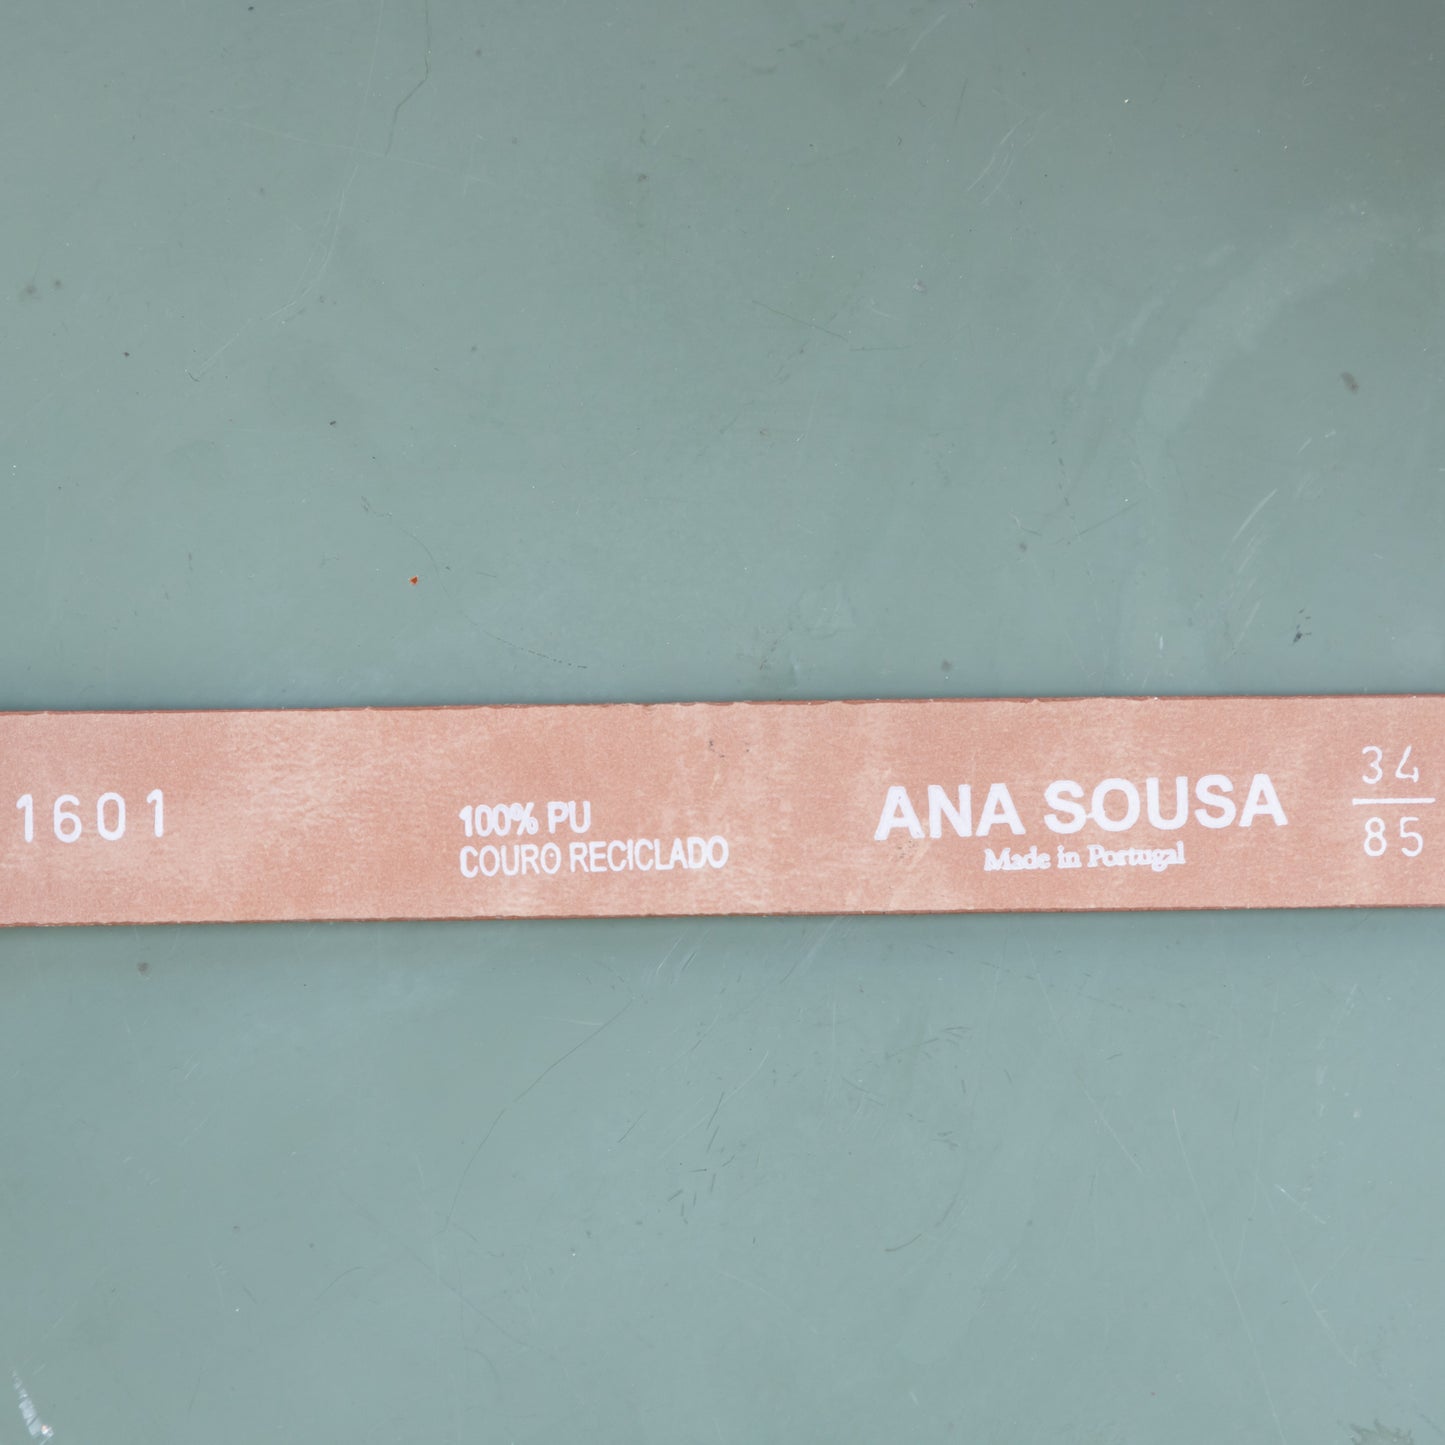 1601
100% PU
COURO RECICLADO
ANA SOUSA
Made in Portugal
34
85